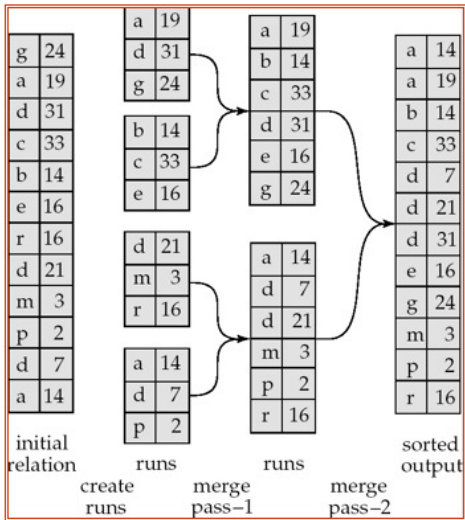 g 24
a 19
d 31
c 33
b 14
e 16
r 16
d 21
m 3
p 2
d 7
a 14
initial
relation
a 19
d 31
g 24
b 14
c 33
e 16
d 21
m 3
r 16
a 14
d 7
p 2
runs
create
runs
a 19
b 14
c 33
d 31
e 16
g 24
a 14
d 7
d 21
m 3
p 2
r 16
runs
merge
pass–1
a 14
a 19
b 14
c 33
d 7
d 21
d 31
e 16
g 24
m 3
p 2
r 16
sorted
output
merge
pass–2